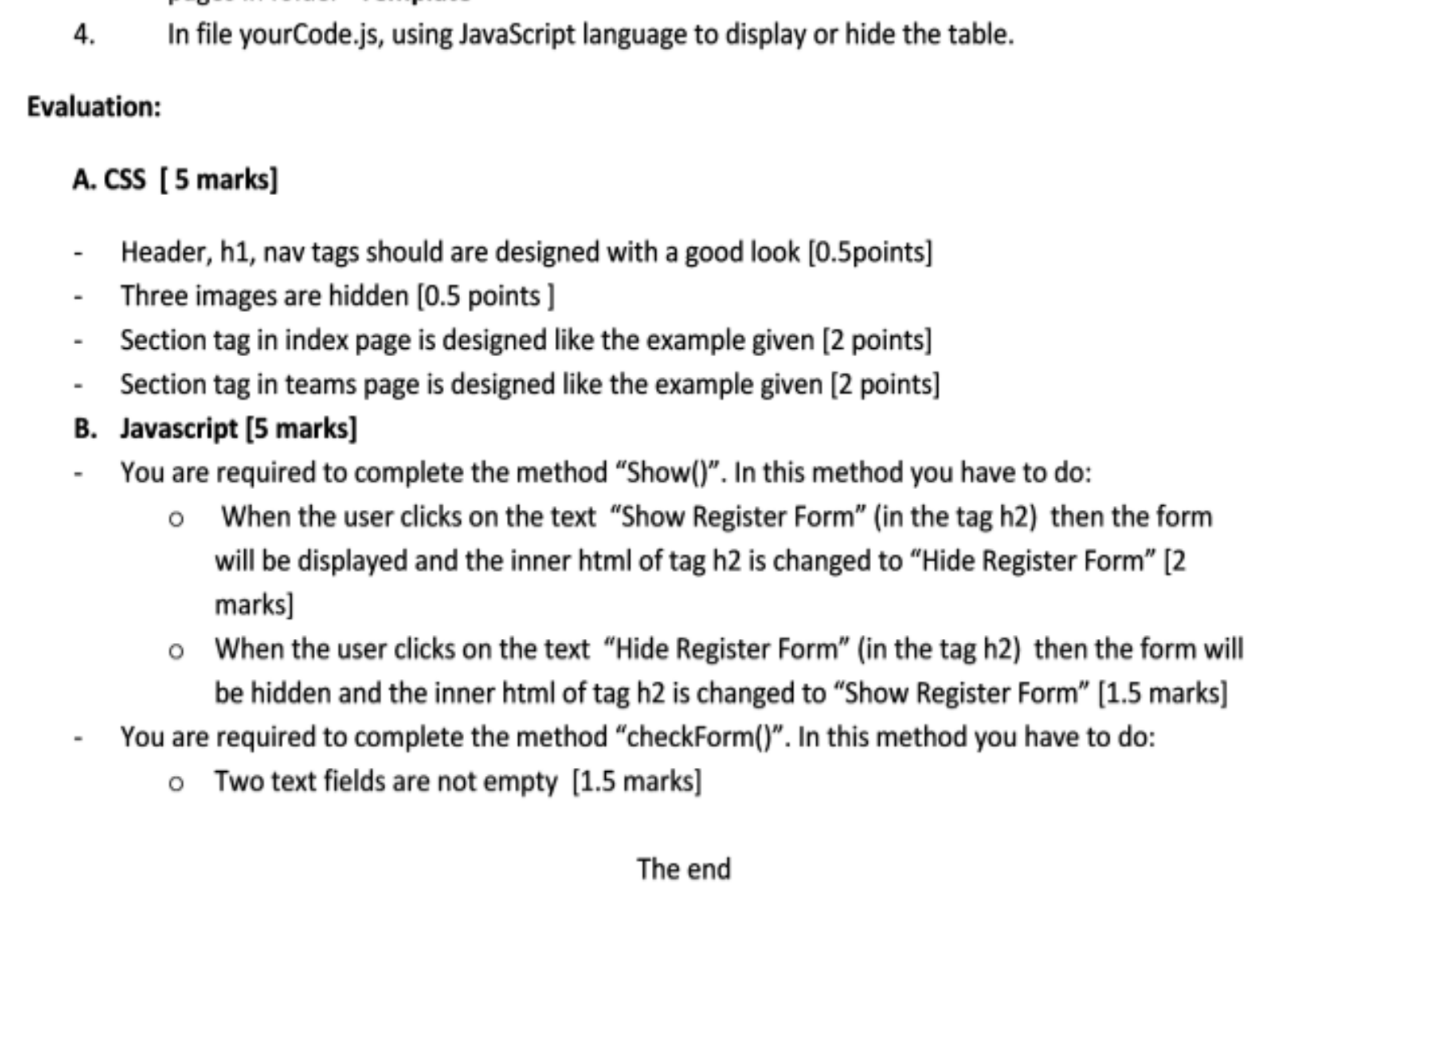 4. In file yourCode.js, using JavaScript language to display or hide the table.
Evaluation:
A. CSS [ 5 marks]
- Header, h1, nav tags should are designed with a good look [0.5points]
- Three images are hidden [0.5 points ]
- Section tag in index page is designed like the example given [2 points]
- Section tag in teams page is designed like the example given [2 points]
B. Javascript [5 marks]
- You are required to complete the method “Show()”. In this method you have to do:
o When the user clicks on the text “Show Register Form” (in the tag h2) then the form
will be displayed and the inner html of tag h2 is changed to “Hide Register Form” [2
marks]
o When the user clicks on the text “Hide Register Form” (in the tag h2) then the form will
be hidden and the inner html of tag h2 is changed to “Show Register Form” [1.5 marks]
- You are required to complete the method “checkForm()”. In this method you have to do:
o Two text fields are not empty [1.5 marks]
The end